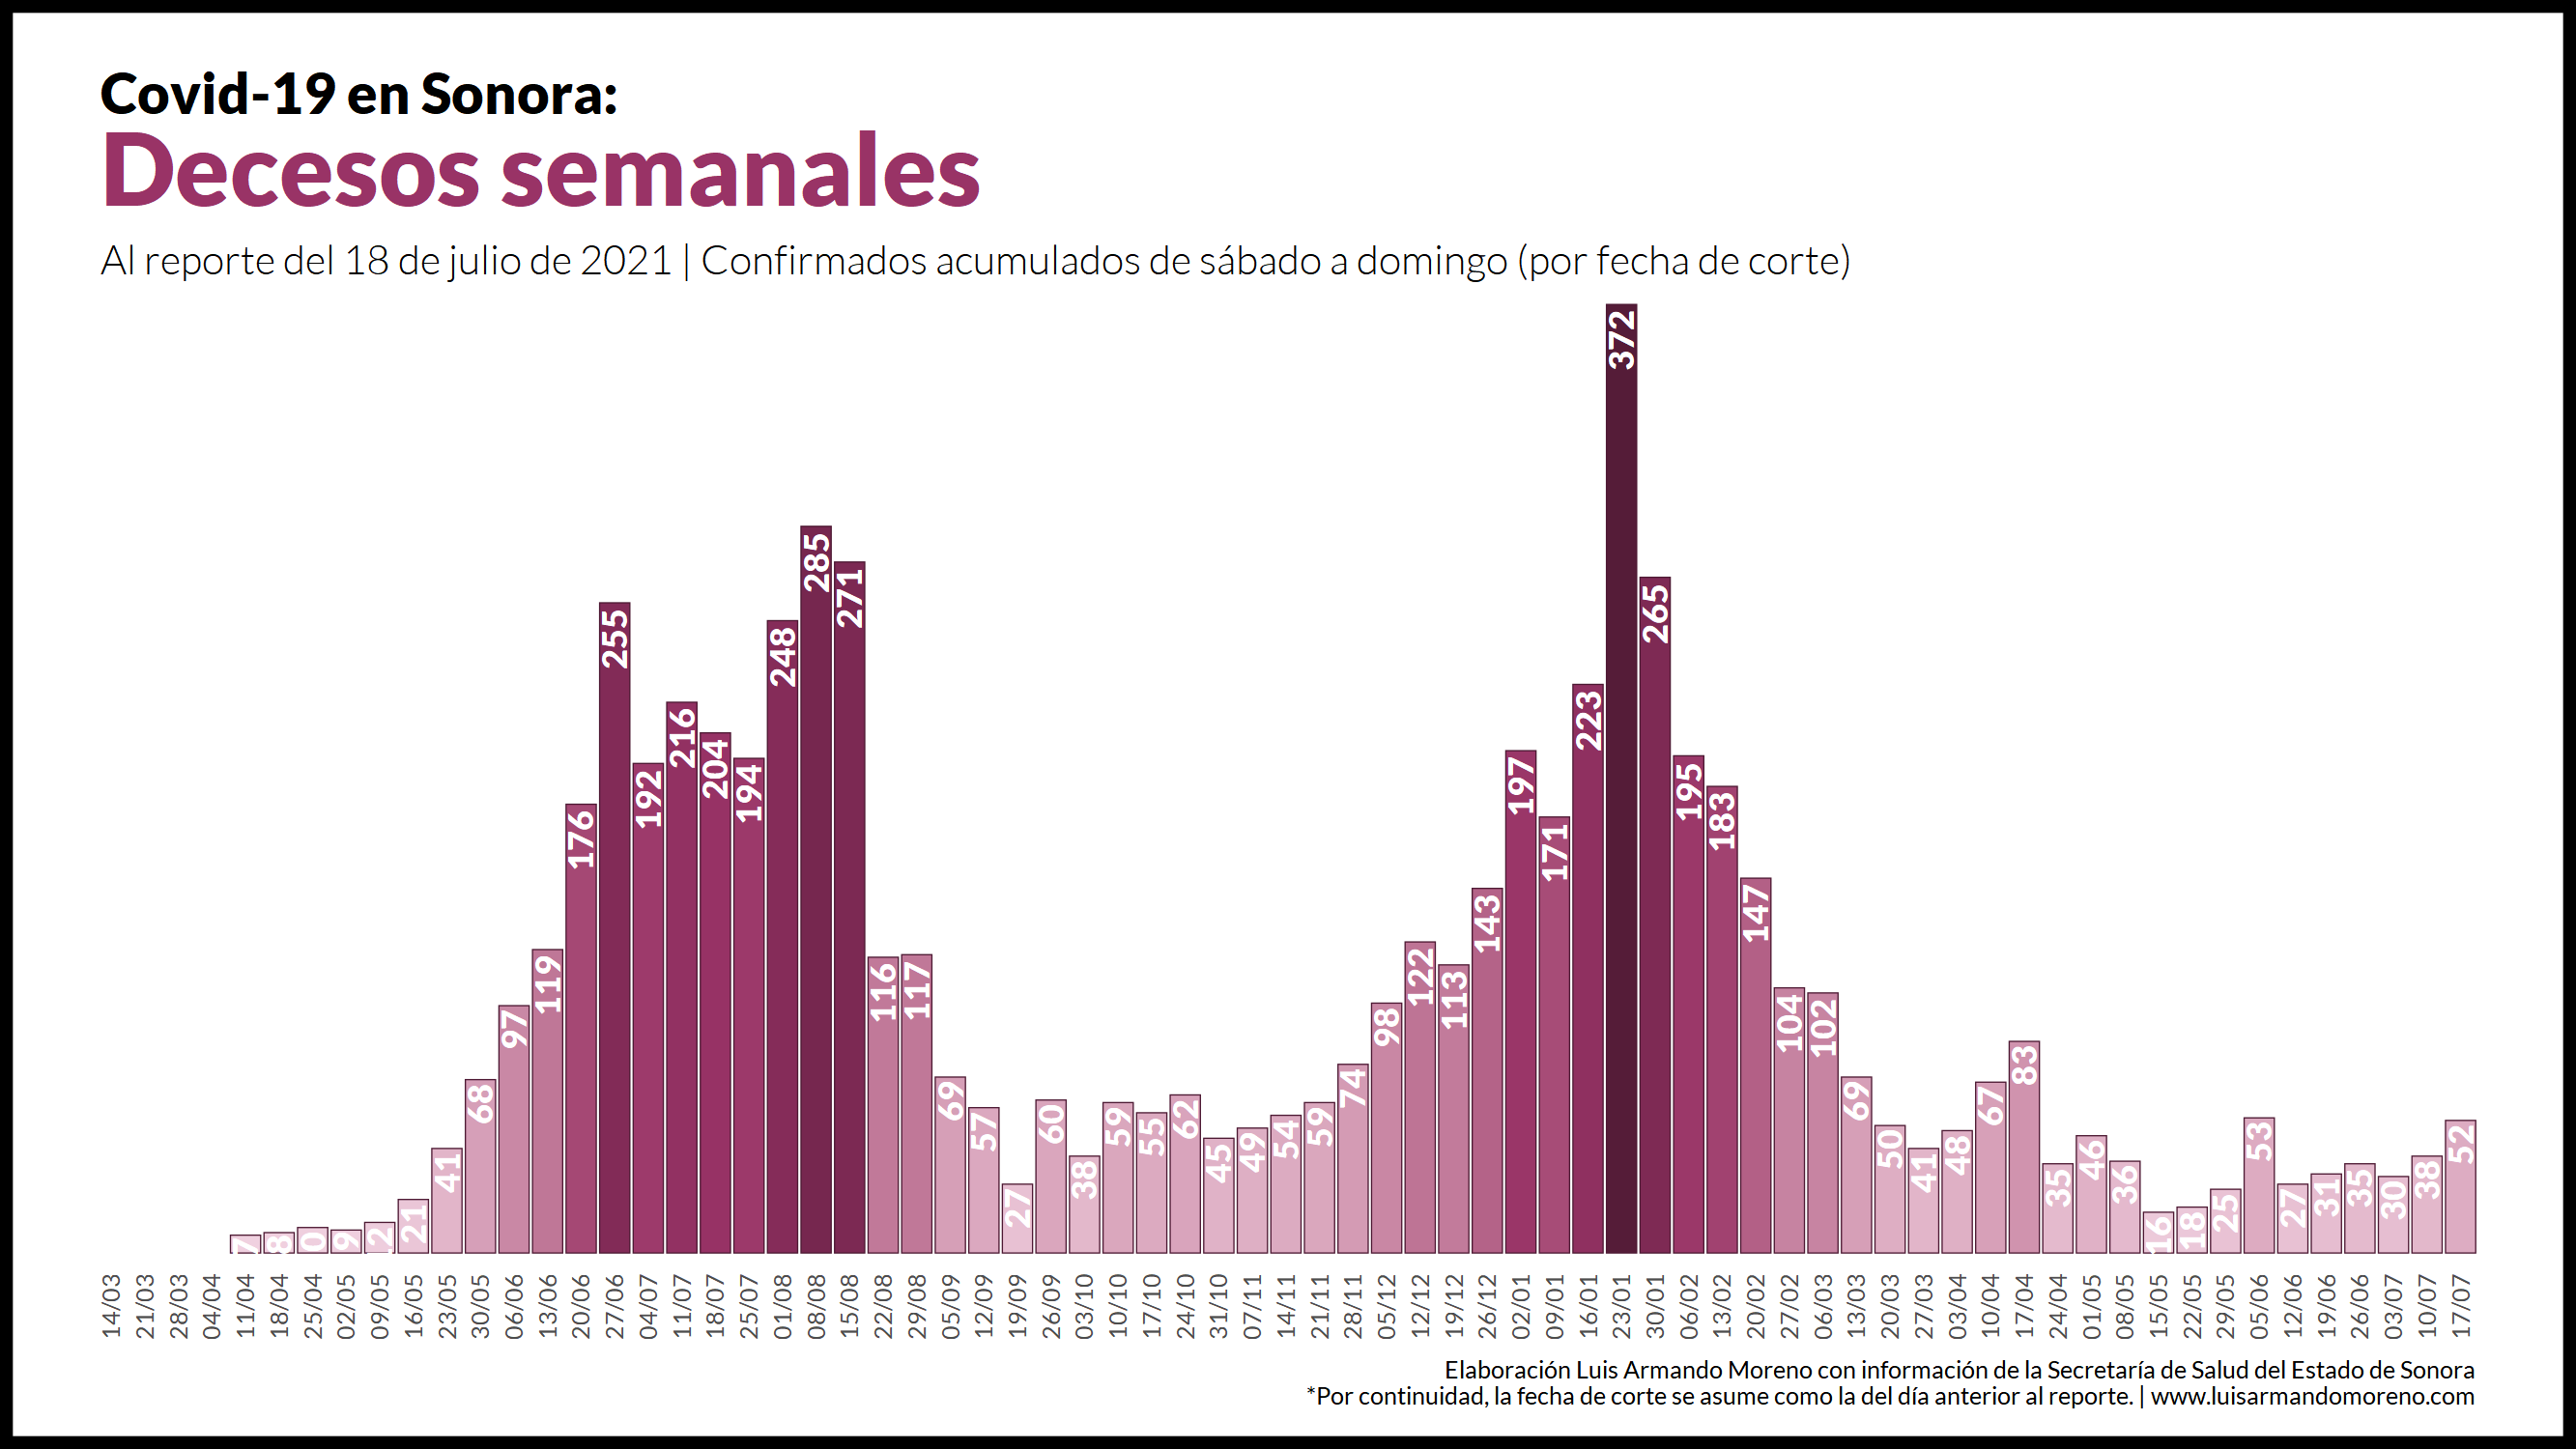 Covid-19 en Sonora:
Decesos semanales
Al reporte del 18 de julio de 2021 | Confirmados acumulados de sábado a domingo (por fecha de corte)
7 8 0 9 2 21 41 68 97 119 176 255 192 216 204 194 248 285 271 116 117 69 57 27 60 38 59 55 62 45 49 54 59 74 98 122 113 143 197 171 223 372 265 195 183 147 104 102 69 50 41 48 67 83 35 46 36 16 18 25 53 27 31 35 30 38 52
14/03 21/03 28/03 04/04 11/04 18/04 25/04 02/05 09/05 16/05 23/05 30/05 06/06 13/06 20/06 27/06 04/07 11/07 18/07 25/07 01/08 08/08 15/08 22/08 29/08 05/09 12/09 19/09 26/09 03/10 10/10 17/10 24/10 31/10 07/11 14/11 21/11 28/11 05/12 12/12 19/12 26/12 02/01 09/01 16/01 23/01 30/01 06/02 13/02 20/02 27/02 06/03 13/03 20/03 27/03 03/04 10/04 17/04 24/04 01/05 08/05 15/05 22/05 29/05 05/06 12/06 19/06 26/06 03/07 10/07 17/07
Elaboración Luis Armando Moreno con información de la Secretaría de Salud del Estado de Sonora
*Por continuidad, la fecha de corte se asume como la del día anterior al reporte. | www.luisarmandomoreno.com